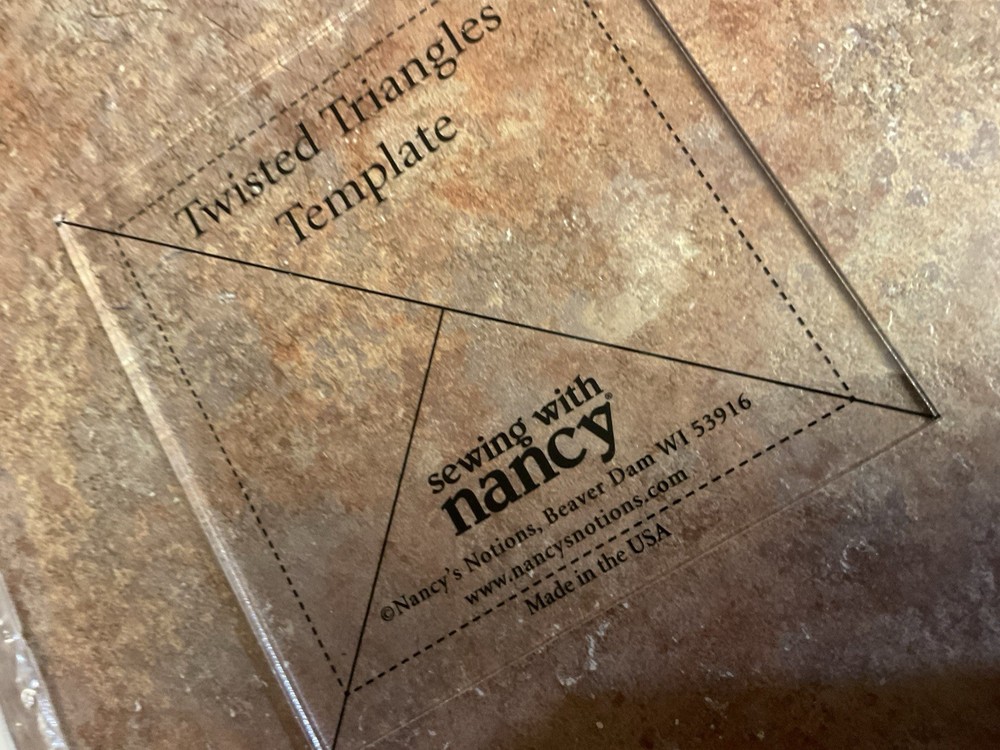 Twisted Triangles
Template
sewing with
nancy®
©Nancy's Notions, Beaver Dam WI 53916
www.nancysnotions.com
Made in the USA